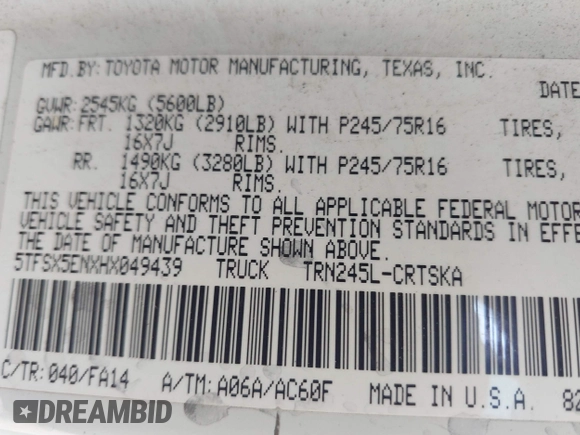 MFD.BY: TOYOTA MOTOR MANUFACTURING, TEXAS, INC.
DATE
GVWR: 2545KG (5600LB)
GAWR: FRT. 1320KG (2910LB) WITH P245/75R16 TIRES,
16X7J RIMS.
RR. 1490KG (3280LB) WITH P245/75R16 TIRES,
16X7J RIMS.
THIS VEHICLE CONFORMS TO ALL APPLICABLE FEDERAL MOTOR
VEHICLE SAFETY AND THEFT PREVENTION STANDARDS IN EFFE
THE DATE OF MANUFACTURE SHOWN ABOVE.
5TFSX5ENXHX049439 TRUCK TRN245L-CRTSKA
C/TR: 040/FA14 A/TM: A06A/AC60F MADE IN U.S.A. 82
DREAMBID